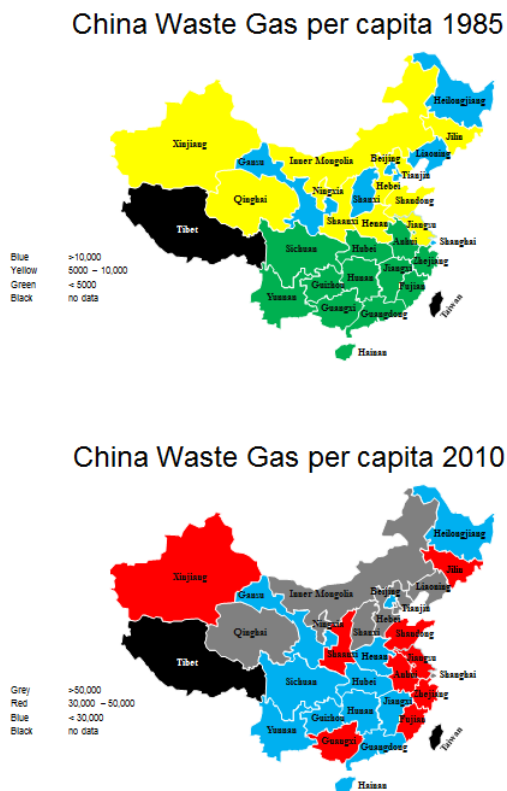 China Waste Gas per capita 1985
Heilongjiang
Jilin
Xinjiang
Liaoning
Gansu
Inner Mongolia
Beijing
Tianjin
Hebei
Ningxia
Shanxi
Qinghai
Shandong
Shaanxi
Henan
Jiangsu
Tibet
Anhui
Shanghai
Sichuan
Hubei
Zhejiang
Jiangxi
Hunan
Guizhou
Fujian
Yunnan
Guangxi
Guangdong
Taiwan
Hainan
Blue >10,000
Yellow 5000 – 10,000
Green < 5000
Black no data
China Waste Gas per capita 2010
Heilongjiang
Jilin
Xinjiang
Liaoning
Gansu
Inner Mongolia
Beijing
Tianjin
Hebei
Ningxia
Shanxi
Qinghai
Shandong
Shaanxi
Henan
Jiangsu
Tibet
Anhui
Shanghai
Sichuan
Hubei
Zhejiang
Jiangxi
Hunan
Guizhou
Fujian
Yunnan
Guangxi
Guangdong
Taiwan
Hainan
Grey >50,000
Red 30,000 – 50,000
Blue < 30,000
Black no data